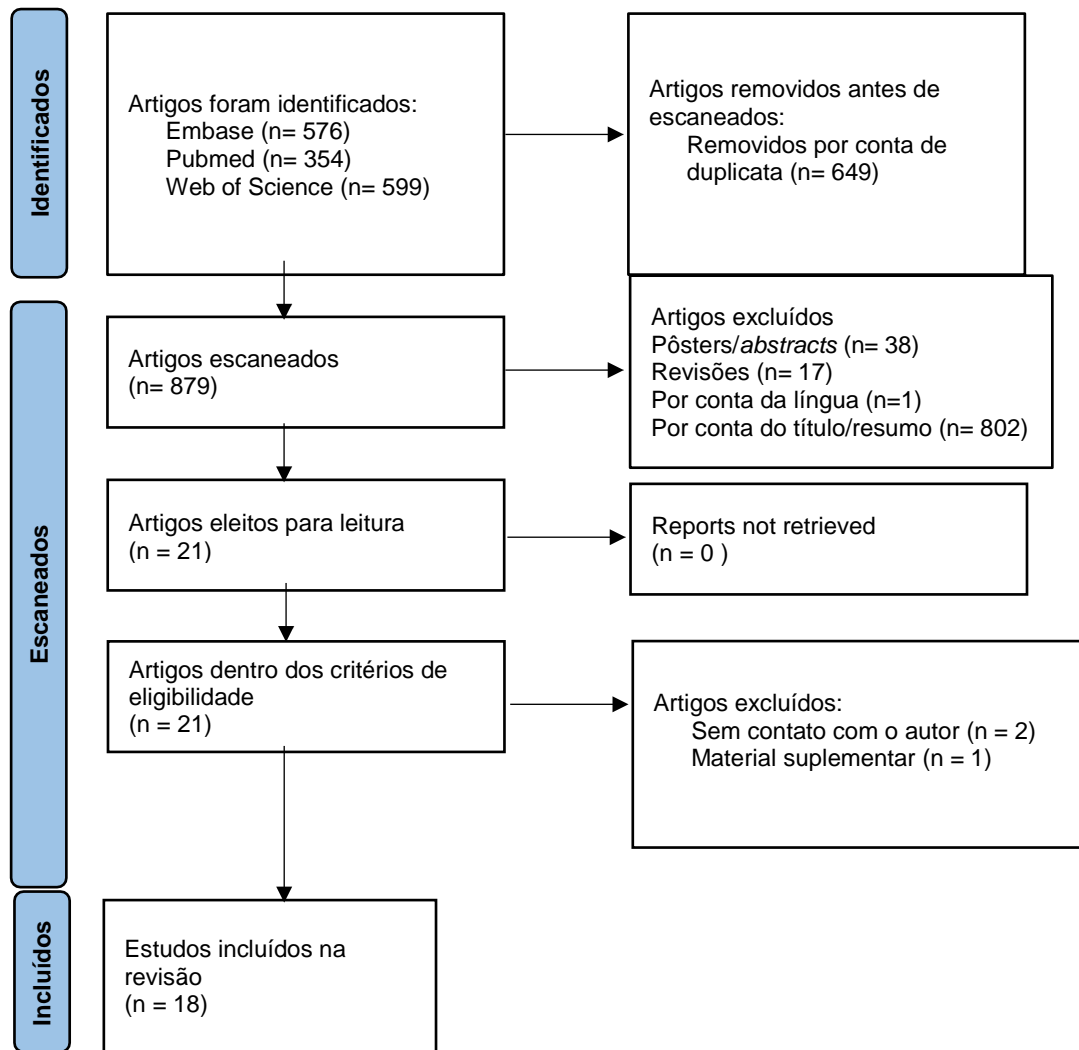 Identificados
Artigos foram identificados:
Embase (n= 576)
Pubmed (n= 354)
Web of Science (n= 599)
Artigos removidos antes de
escaneados:
Removidos por conta de
duplicata (n= 649)
Escaneados
Artigos escaneados
(n= 879)
Artigos excluídos
Pôsters/abstracts (n= 38)
Revisões (n= 17)
Por conta da língua (n=1)
Por conta do título/resumo (n= 802)
Artigos eleitos para leitura
(n = 21)
Reports not retrieved
(n = 0 )
Artigos dentro dos critérios de
eligibilidade
(n = 21)
Artigos excluídos:
Sem contato com o autor (n = 2)
Material suplementar (n = 1)
Incluídos
Estudos incluídos na
revisão
(n = 18)